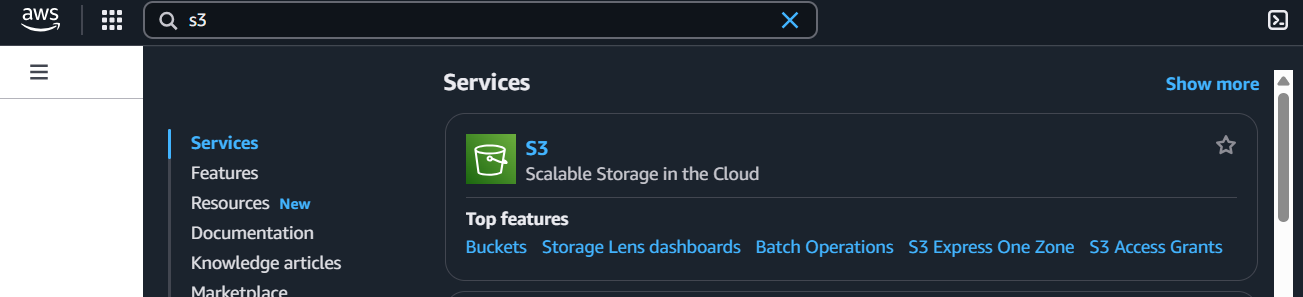 aws
s3
Services
Show more
Services
Features
Resources New
Documentation
Knowledge articles
Marketplace
S3
Scalable Storage in the Cloud
Top features
Buckets Storage Lens dashboards Batch Operations S3 Express One Zone S3 Access Grants